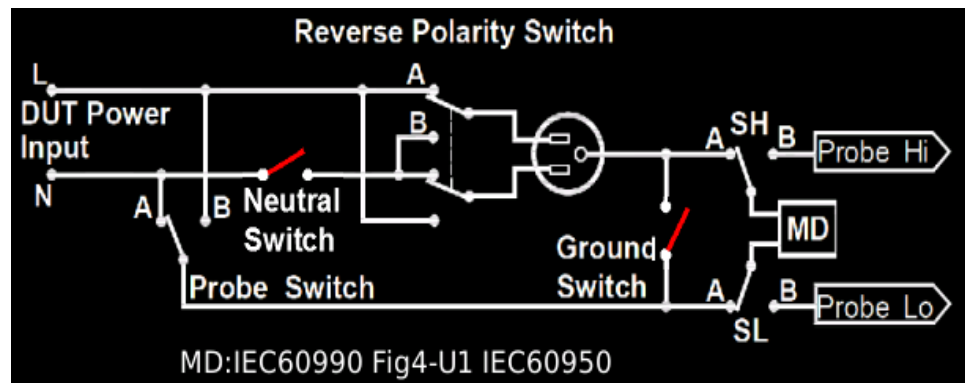 Reverse Polarity Switch
L
A
DUT Power
Input
B
SH
A
B
Probe Hi
N
A
B
Neutral
Switch
MD
Ground
Switch
Probe Switch
A
B
Probe Lo
SL
MD:IEC60990 Fig4-U1 IEC60950